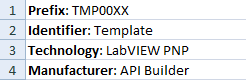 1 Prefix: TMP00XX
2 Identifier: Template
3 Technology: LabVIEW PNP
4 Manufacturer: API Builder